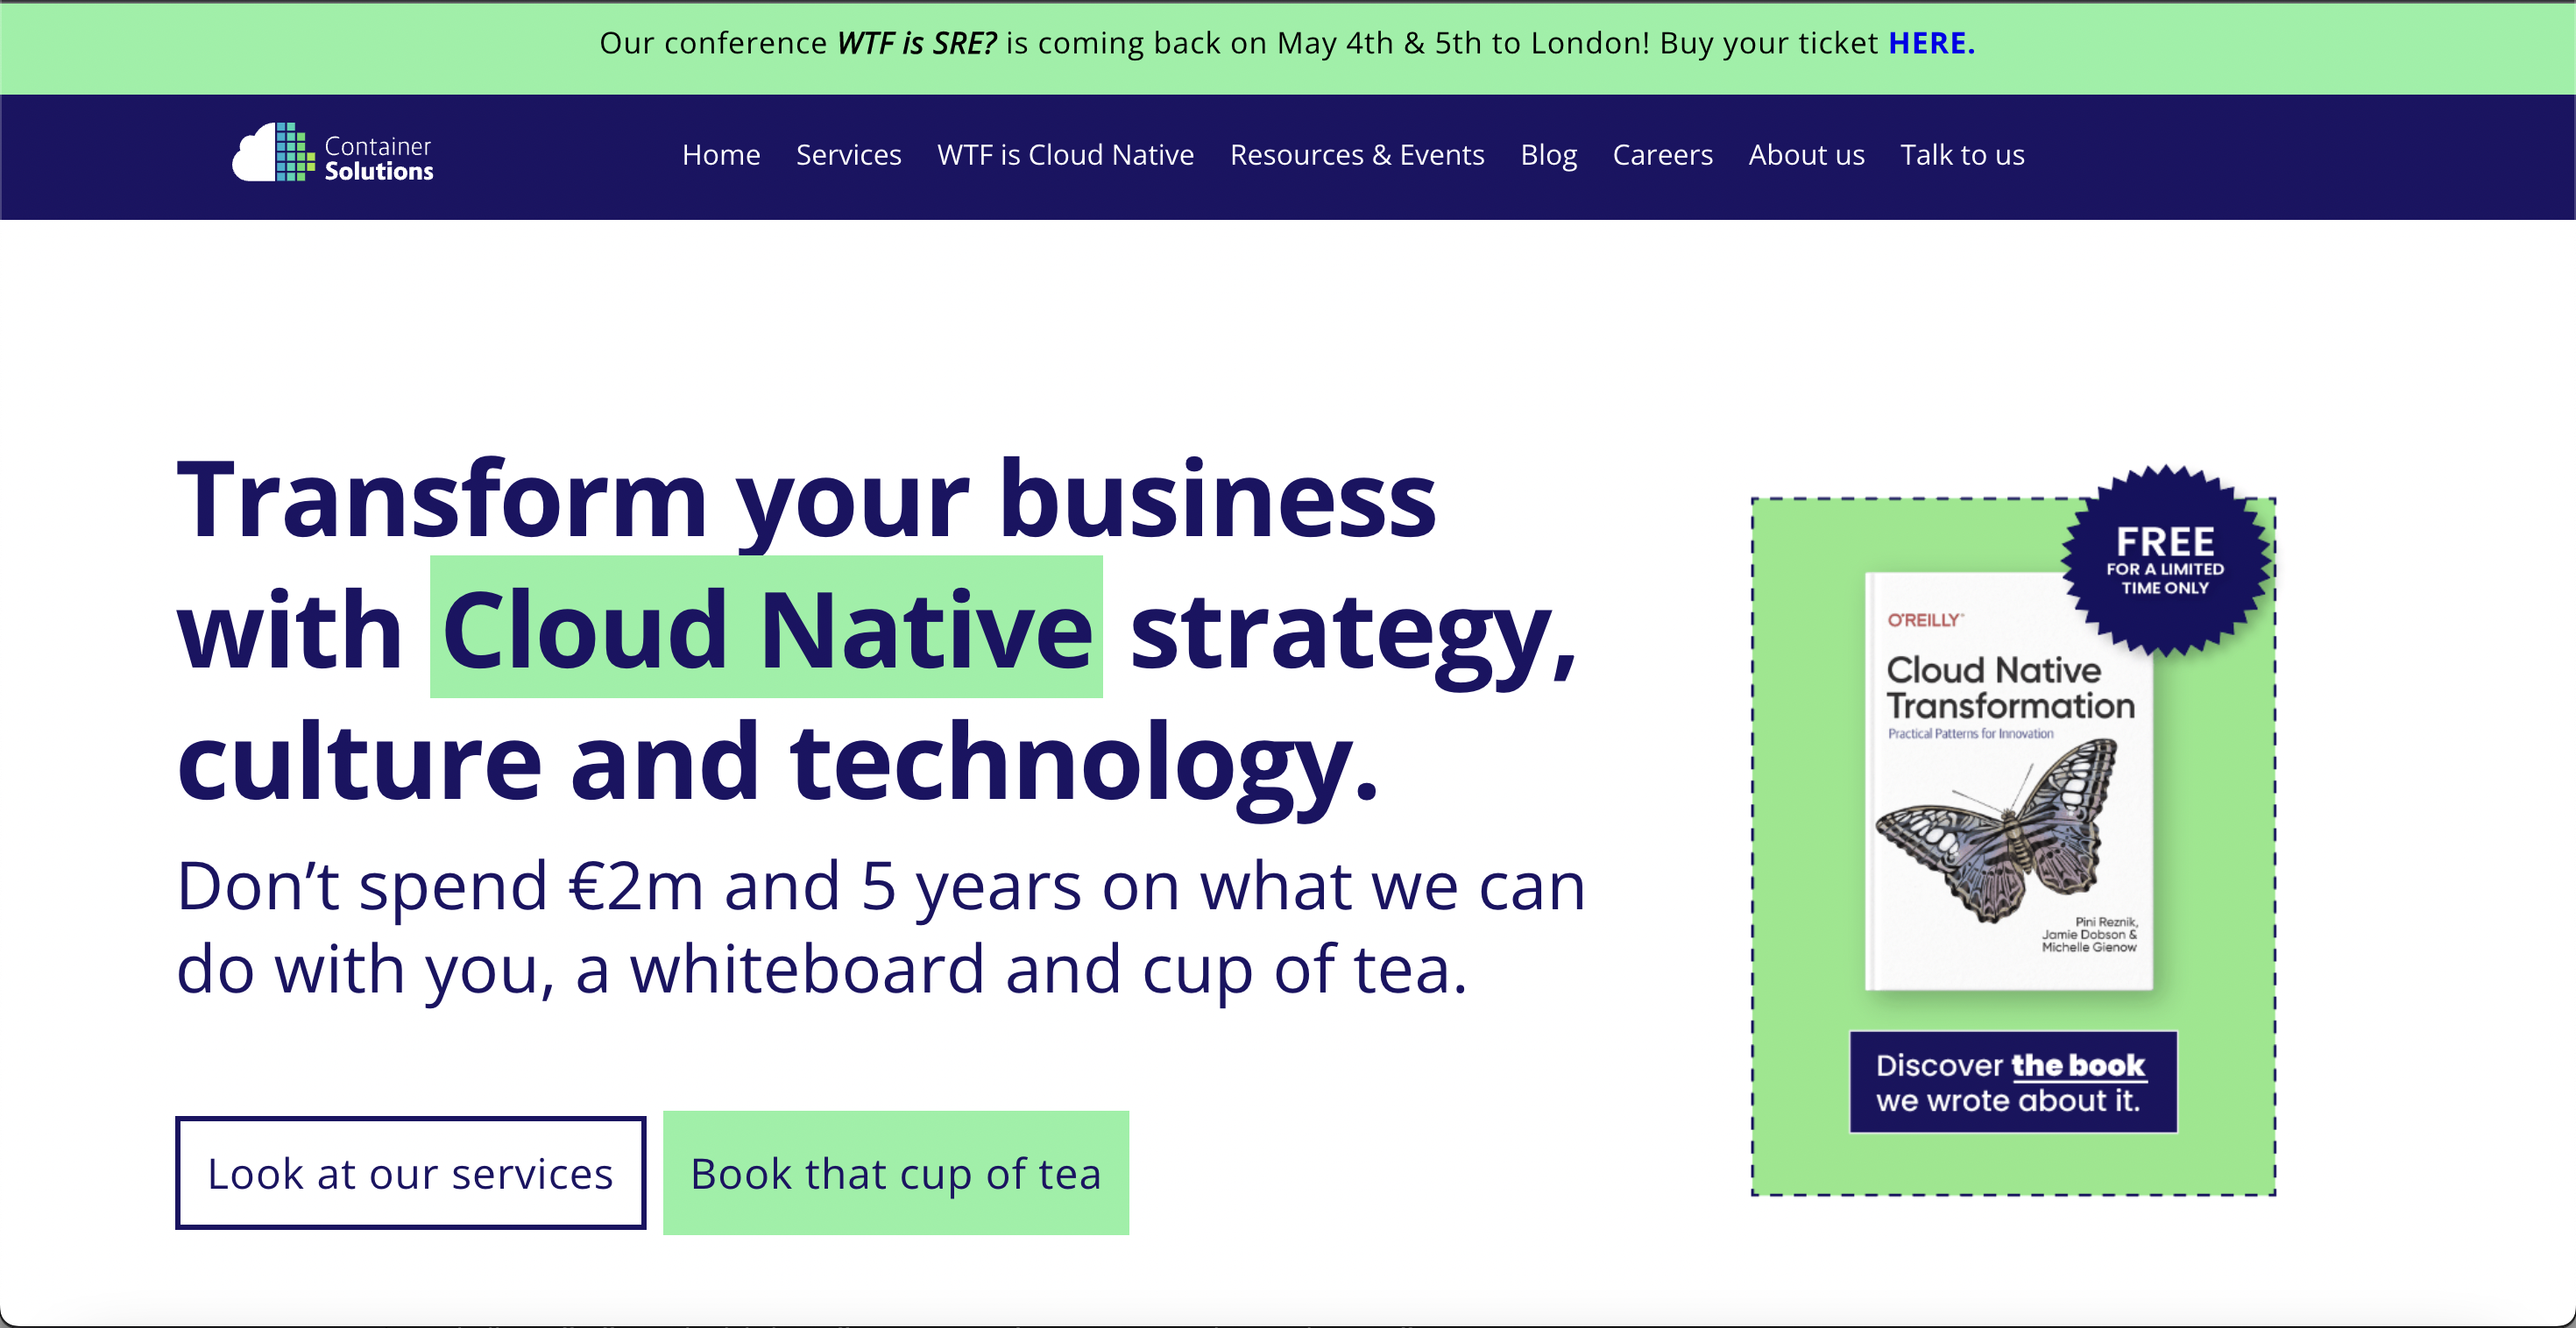 Our conference WTF is SRE? is coming back on May 4th & 5th to London! Buy your ticket HERE.
Container
Solutions
Home Services WTF is Cloud Native Resources & Events Blog Careers About us Talk to us
Transform your business
with Cloud Native strategy,
culture and technology.
Don’t spend €2m and 5 years on what we can
do with you, a whiteboard and cup of tea.
Look at our services
Book that cup of tea
FREE
FOR A LIMITED
TIME ONLY
O'REILLY
Cloud Native
Transformation
Practical Patterns for Innovation
Pini Reznik,
Jamie Dobson &
Michelle Gienow
Discover the book
we wrote about it.